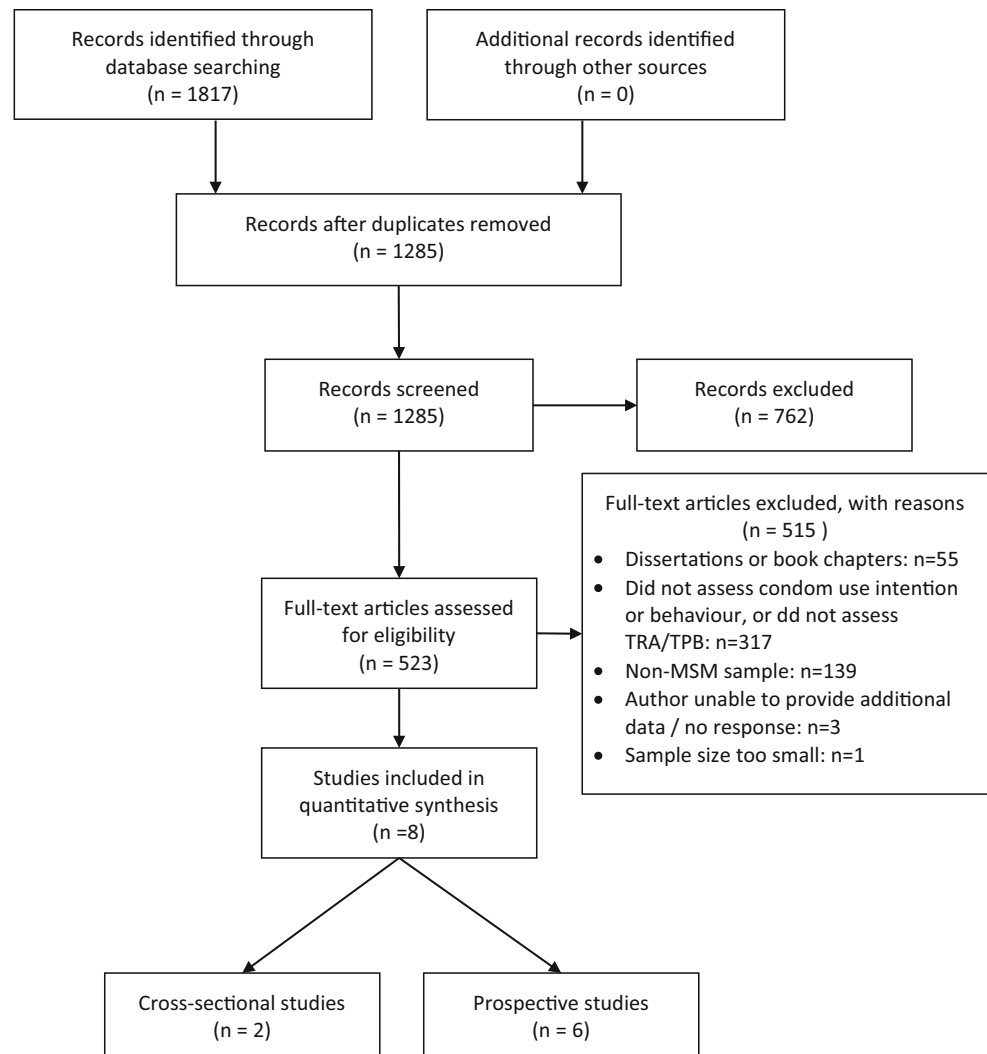 Records identified through
database searching
(n = 1817)
Additional records identified
through other sources
(n = 0)
Records after duplicates removed
(n = 1285)
Records screened
(n = 1285)
Records excluded
(n = 762)
Full-text articles assessed
for eligibility
(n = 523)
Full-text articles excluded, with reasons
(n = 515 )
• Dissertations or book chapters: n=55
• Did not assess condom use intention
or behaviour, or dd not assess
TRA/TPB: n=317
• Non-MSM sample: n=139
• Author unable to provide additional
data / no response: n=3
• Sample size too small: n=1
Studies included in
quantitative synthesis
(n =8)
Cross-sectional studies
(n = 2)
Prospective studies
(n = 6)